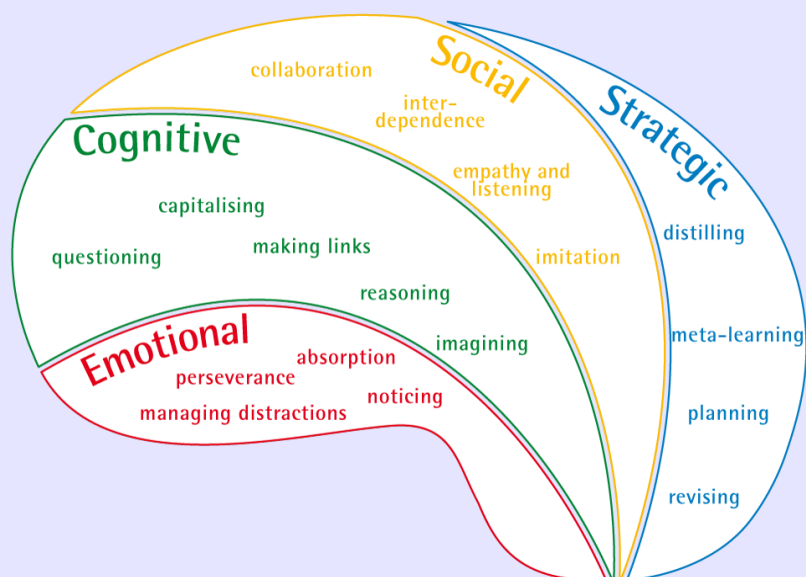 Social
collaboration
inter-
dependence
empathy and
listening
imitation
Strategic
distilling
meta-learning
planning
revising
Cognitive
capitalising
questioning
making links
reasoning
imagining
Emotional
absorption
perseverance
noticing
managing distractions